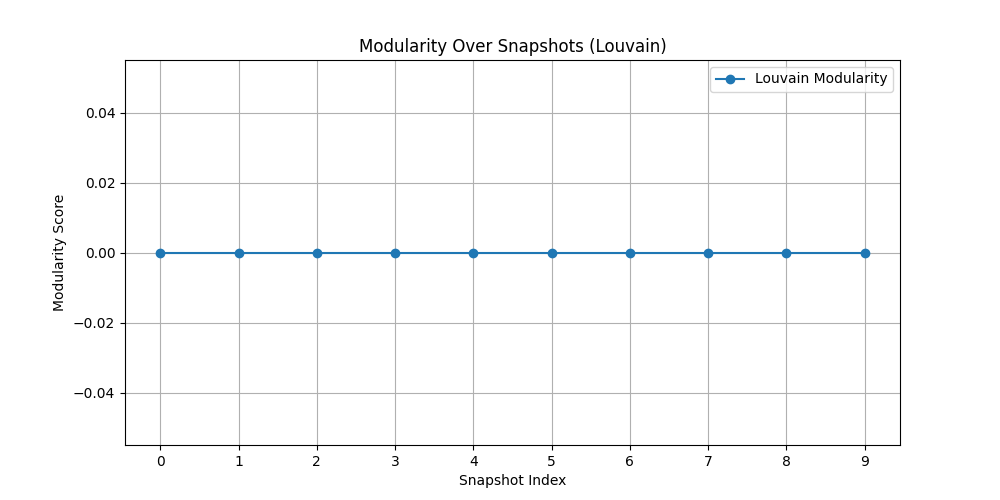 Modularity Over Snapshots (Louvain)
Louvain Modularity
0.04
0.02
0.00
−0.02
−0.04
Modularity Score
0 1 2 3 4 5 6 7 8 9
Snapshot Index